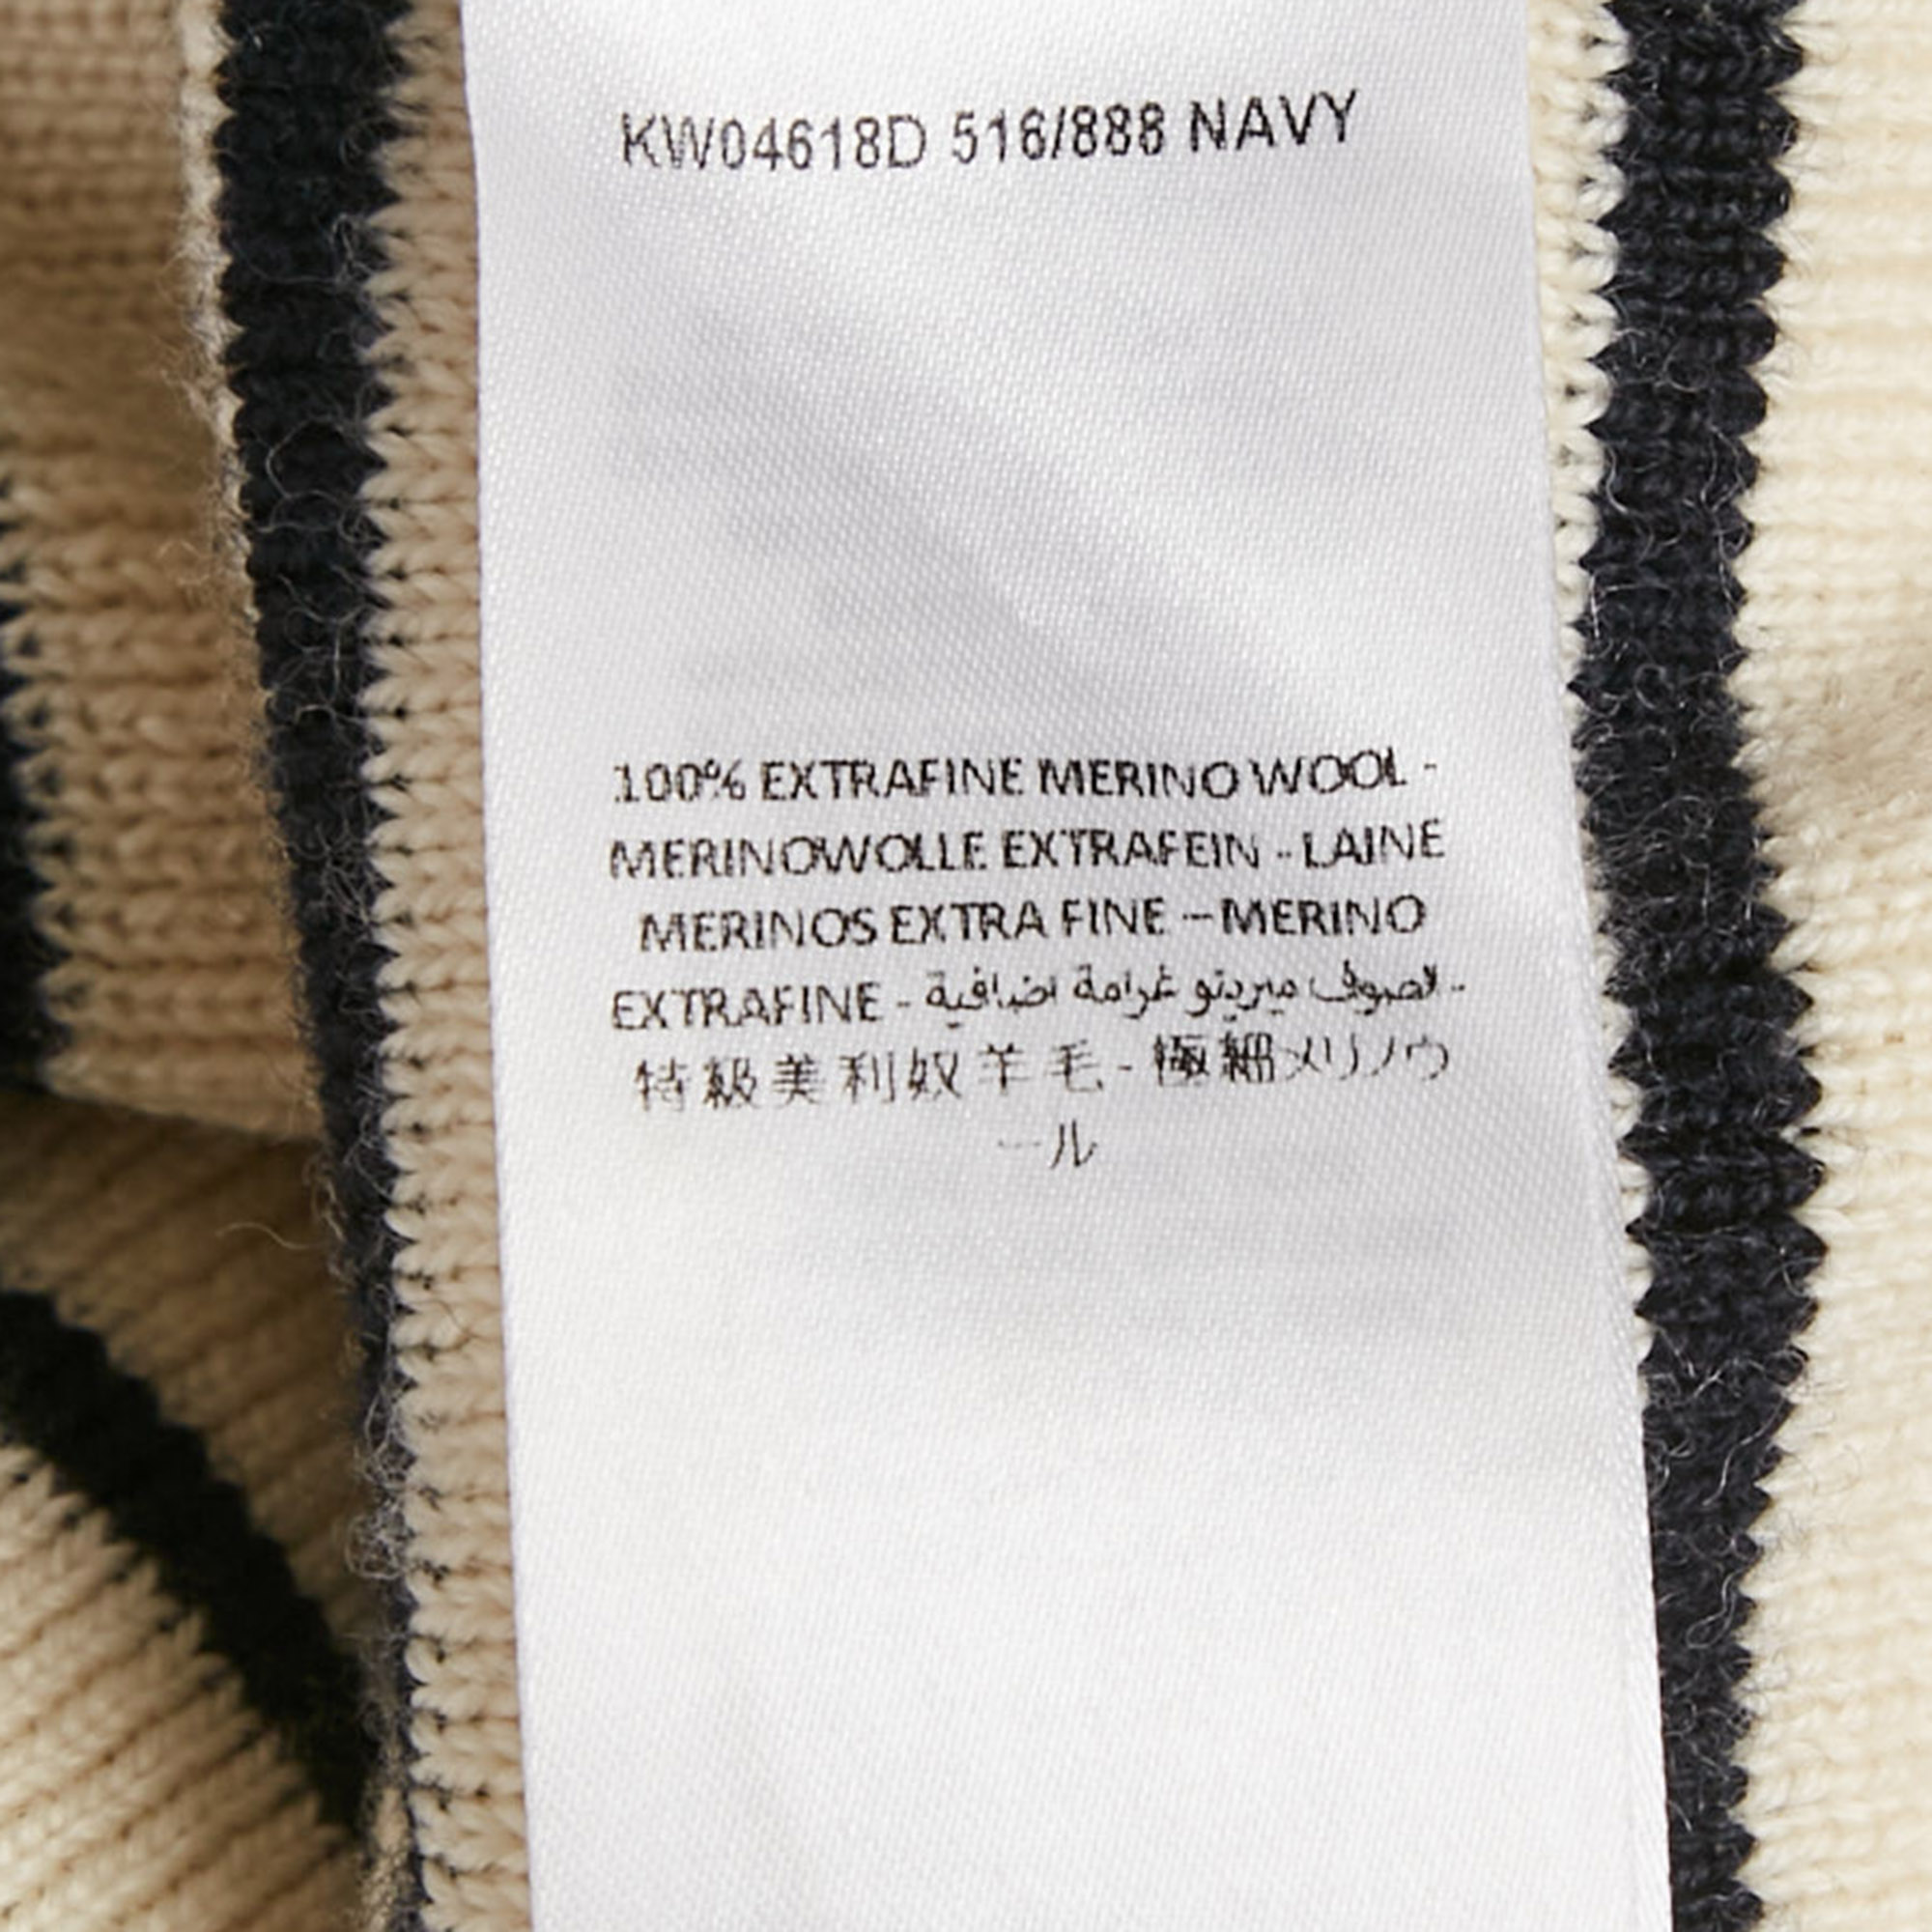 KW04618D 516/888 NAVY
100% EXTRAFINE MERINO WOOL -
MERINOWOLLE EXTRAFEIN - LAINE
MERINOS EXTRA FINE - MERINO
EXTRAFINE - لصوف ميرينو غرامة اضافية -
特級美利奴羊毛 - 極細メリノウ
ール